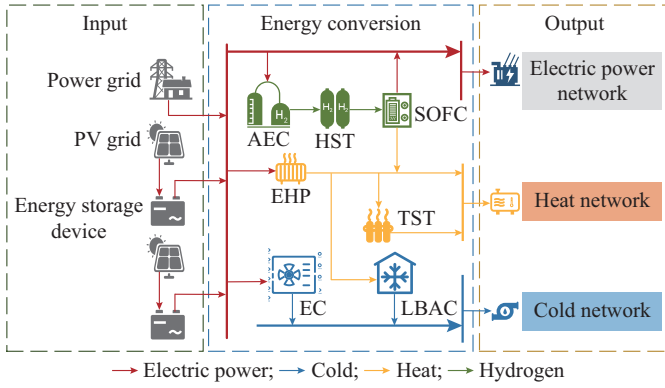 Input
Energy conversion
Output
Power grid
PV grid
Energy storage
device
H₂
AEC
H₂
H₂
HST
SOFC
EHP
TST
EC
LBAC
Electric power
network
Heat network
Cold network
Electric power; Cold; Heat; Hydrogen